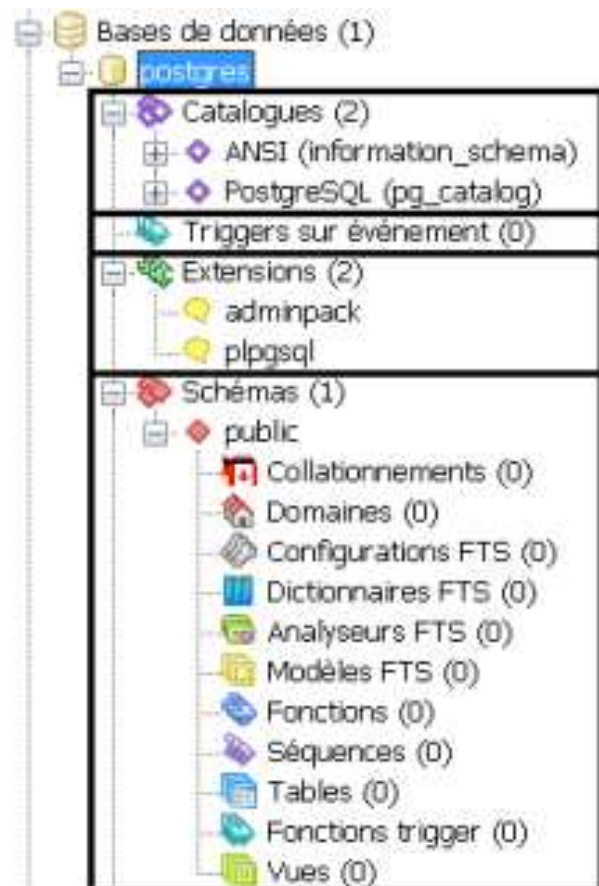 Bases de données (1)
postgres
Catalogues (2)
ANSI (information_schema)
PostgreSQL (pg_catalog)
Triggers sur événement (0)
Extensions (2)
adminpack
plpgsql
Schémas (1)
public
Collationnements (0)
Domaines (0)
Configurations FTS (0)
Dictionnaires FTS (0)
Analyseurs FTS (0)
Modèles FTS (0)
Fonctions (0)
Séquences (0)
Tables (0)
Fonctions trigger (0)
Vues (0)